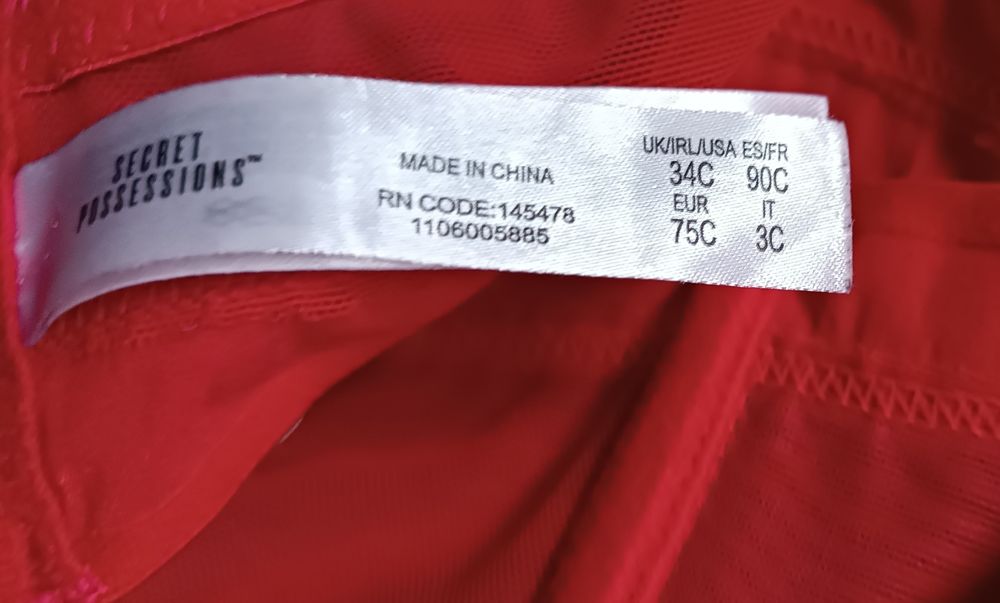 SECRET
POSSESSIONS™
MADE IN CHINA
RN CODE:145478
1106005885
UK/IRL/USA ES/FR
34C 90C
EUR IT
75C 3C